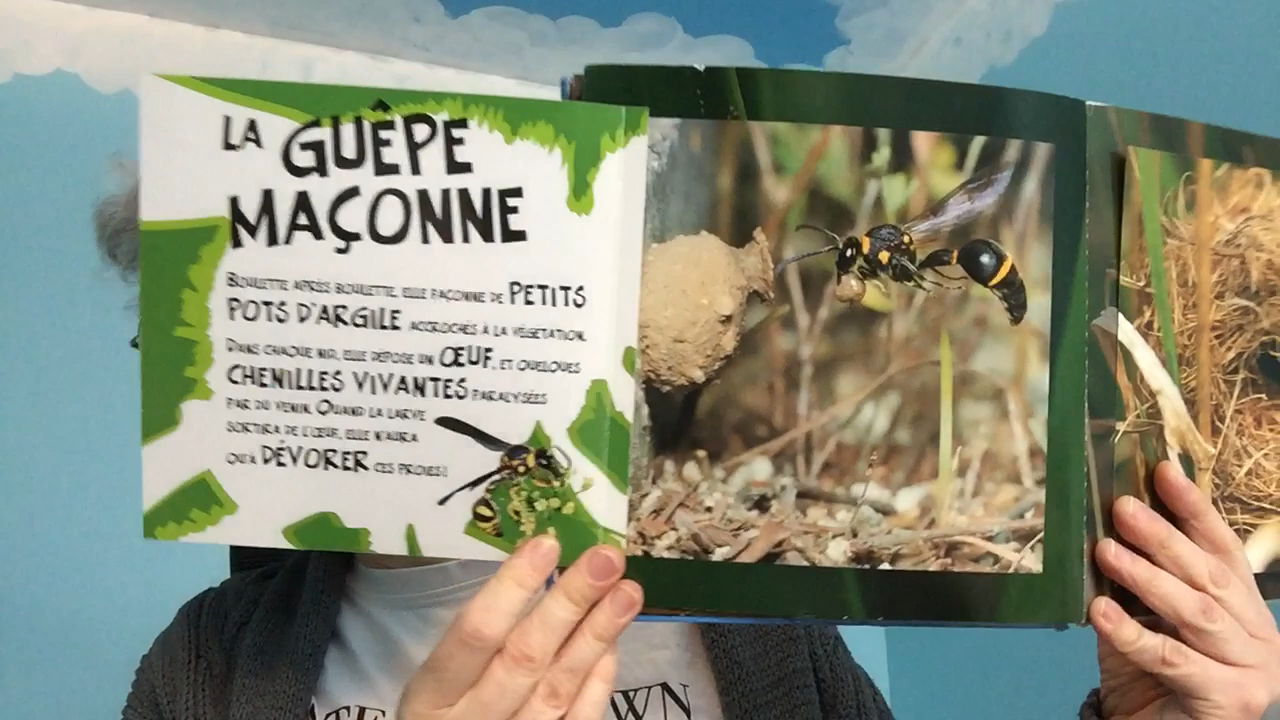 LA GUÊPE
MAÇONNE
BOULETTE APRÈS BOULETTE, ELLE FAÇONNE DE PETITS
POTS D'ARGILE ACCROCHÉS À LA VÉGÉTATION.
DANS CHAQUE NID, ELLE DÉPOSE UN ŒUF, ET QUELQUES
CHENILLES VIVANTES PARALYSÉES
PAR DU VENIN. QUAND LA LARVE
SORTIRA DE L'ŒUF, ELLE N'AURA
QU'À DÉVORER CES PROIES!
WN